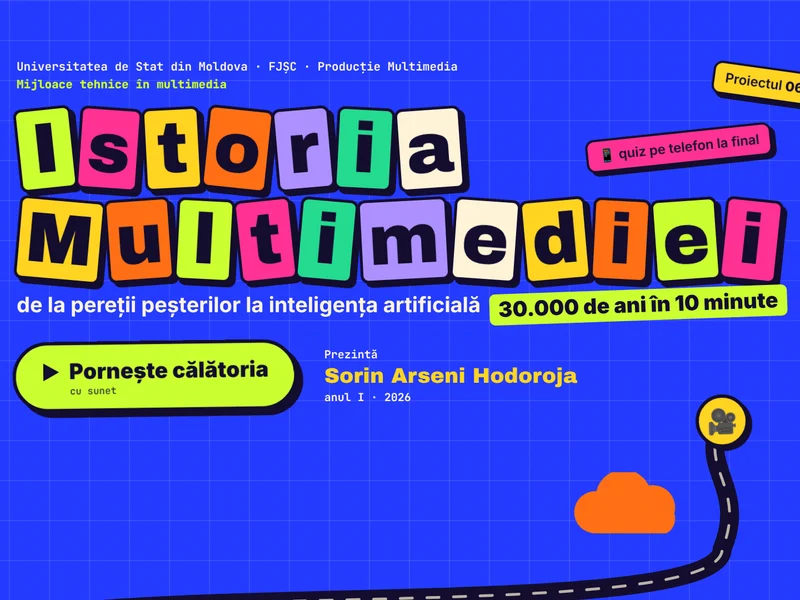 Universitatea de Stat din Moldova · FJȘC · Producție Multimedia
Mijloace tehnice în multimedia
Proiectul 06
Istoria
📱 quiz pe telefon la final
Multimediei
de la pereții peșterilor la inteligența artificială
30.000 de ani în 10 minute
▶ Pornește călătoria
cu sunet
Prezintă
Sorin Arseni Hodoroja
anul I · 2026